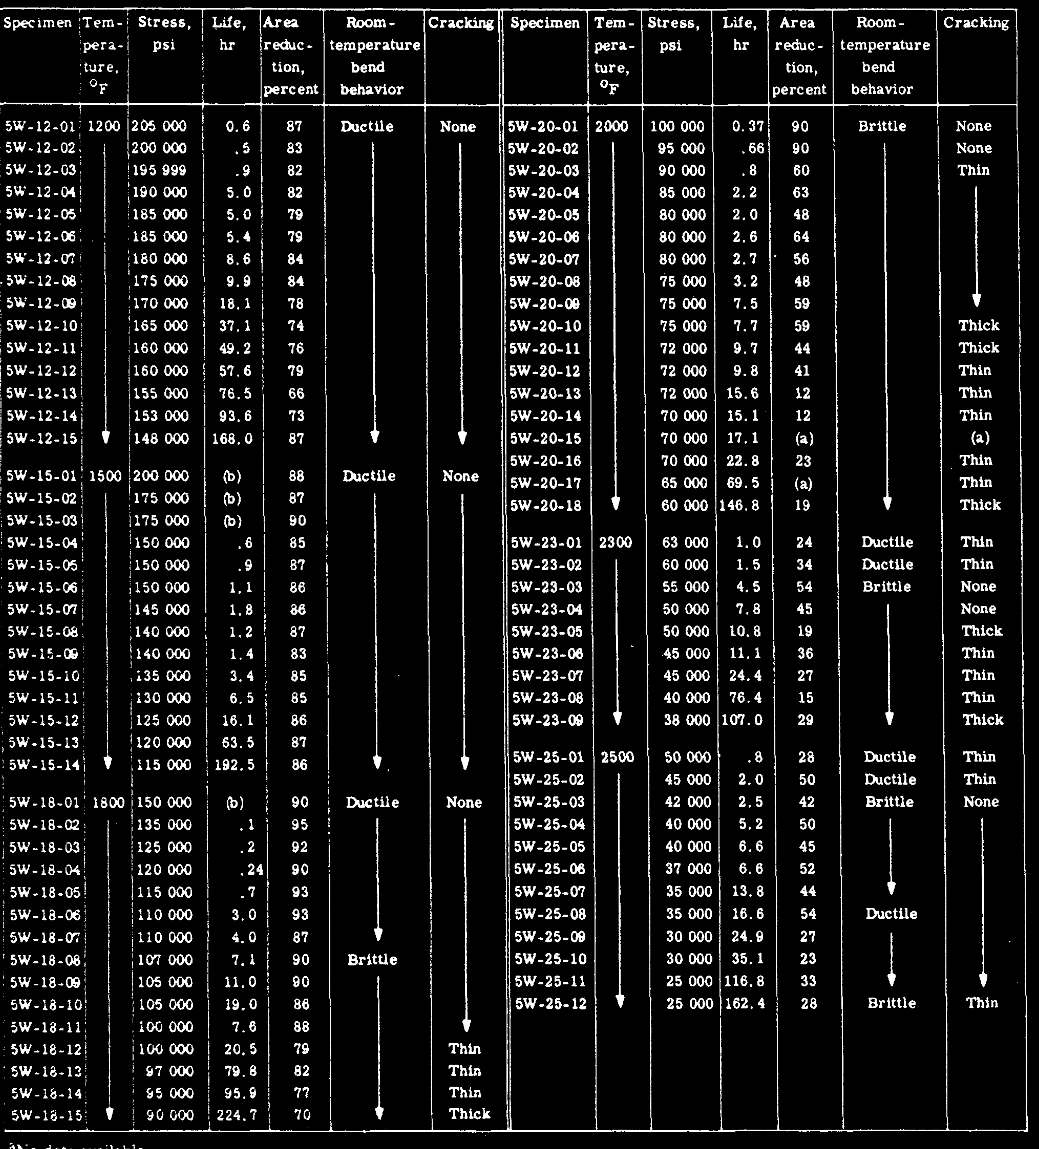 Specimen Tem- Stress, Life, Area Room- Cracking Specimen Tem- Stress, Life, Area Room- Cracking
pera- psi hr reduc- temperature pera- psi hr reduc- temperature
ture, tion, bend ture, tion, bend
°F percent behavior °F percent behavior
5W-12-01 1200 205 000 0.6 87 Ductile None 5W-20-01 2000 100 000 0.37 90 Brittle None
5W-12-02 200 000 .5 83 5W-20-02 95 000 .66 90 None
5W-12-03 195 999 .9 82 5W-20-03 90 000 .8 60 Thin
5W-12-04 190 000 5.0 82 5W-20-04 85 000 2.2 63
5W-12-05 185 000 5.0 79 5W-20-05 80 000 2.0 48
5W-12-06 185 000 5.4 79 5W-20-06 80 000 2.6 64
5W-12-07 180 000 8.6 84 5W-20-07 80 000 2.7 56
5W-12-08 175 000 9.9 84 5W-20-08 75 000 3.2 48
5W-12-09 170 000 18.1 78 5W-20-09 75 000 7.5 59
5W-12-10 165 000 37.1 74 5W-20-10 75 000 7.7 59 Thick
5W-12-11 160 000 49.2 76 5W-20-11 72 000 9.7 44 Thick
5W-12-12 160 000 57.6 79 5W-20-12 72 000 9.8 41 Thin
5W-12-13 155 000 76.5 66 5W-20-13 72 000 15.6 12 Thin
5W-12-14 153 000 93.6 73 5W-20-14 70 000 15.1 12 Thin
5W-12-15 148 000 168.0 87 5W-20-15 70 000 17.1 (a) (a)
5W-20-16 70 000 22.8 23 Thin
5W-15-01 1500 200 000 (b) 88 Ductile None 5W-20-17 65 000 69.5 (a) Thin
5W-15-02 175 000 (b) 87 5W-20-18 60 000 146.8 19 Thick
5W-15-03 175 000 (b) 90
5W-15-04 150 000 .6 85 5W-23-01 2300 63 000 1.0 24 Ductile Thin
5W-15-05 150 000 .9 87 5W-23-02 60 000 1.5 34 Ductile Thin
5W-15-06 150 000 1.1 86 5W-23-03 55 000 4.5 54 Brittle None
5W-15-07 145 000 1.8 86 5W-23-04 50 000 7.8 45 None
5W-15-08 140 000 1.2 87 5W-23-05 50 000 10.8 19 Thick
5W-15-09 140 000 1.4 83 5W-23-06 45 000 11.1 36 Thin
5W-15-10 135 000 3.4 85 5W-23-07 45 000 24.4 27 Thin
5W-15-11 130 000 6.5 85 5W-23-08 40 000 76.4 15 Thin
5W-15-12 125 000 16.1 86 5W-23-09 38 000 107.0 29 Thick
5W-15-13 120 000 63.5 87
5W-15-14 115 000 192.5 86 5W-25-01 2500 50 000 .8 28 Ductile Thin
5W-25-02 45 000 2.0 50 Ductile Thin
5W-18-01 1800 150 000 (b) 90 Ductile None 5W-25-03 42 000 2.5 42 Brittle None
5W-18-02 135 000 .1 95 5W-25-04 40 000 5.2 50
5W-18-03 125 000 .2 92 5W-25-05 40 000 6.6 45
5W-18-04 120 000 .24 90 5W-25-06 37 000 6.6 52
5W-18-05 115 000 .7 93 5W-25-07 35 000 13.8 44
5W-18-06 110 000 3.0 93 5W-25-08 35 000 16.6 54 Ductile
5W-18-07 110 000 4.0 87 5W-25-09 30 000 24.9 27
5W-18-08 107 000 7.1 90 Brittle 5W-25-10 30 000 35.1 23
5W-18-09 105 000 11.0 90 5W-25-11 25 000 116.8 33
5W-18-10 105 000 19.0 86 5W-25-12 25 000 162.4 28 Brittle Thin
5W-18-11 100 000 7.6 88
5W-18-12 100 000 20.5 79 Thin
5W-18-13 97 000 79.8 82 Thin
5W-18-14 95 000 95.9 77 Thin
5W-18-15 90 000 224.7 70 Thick